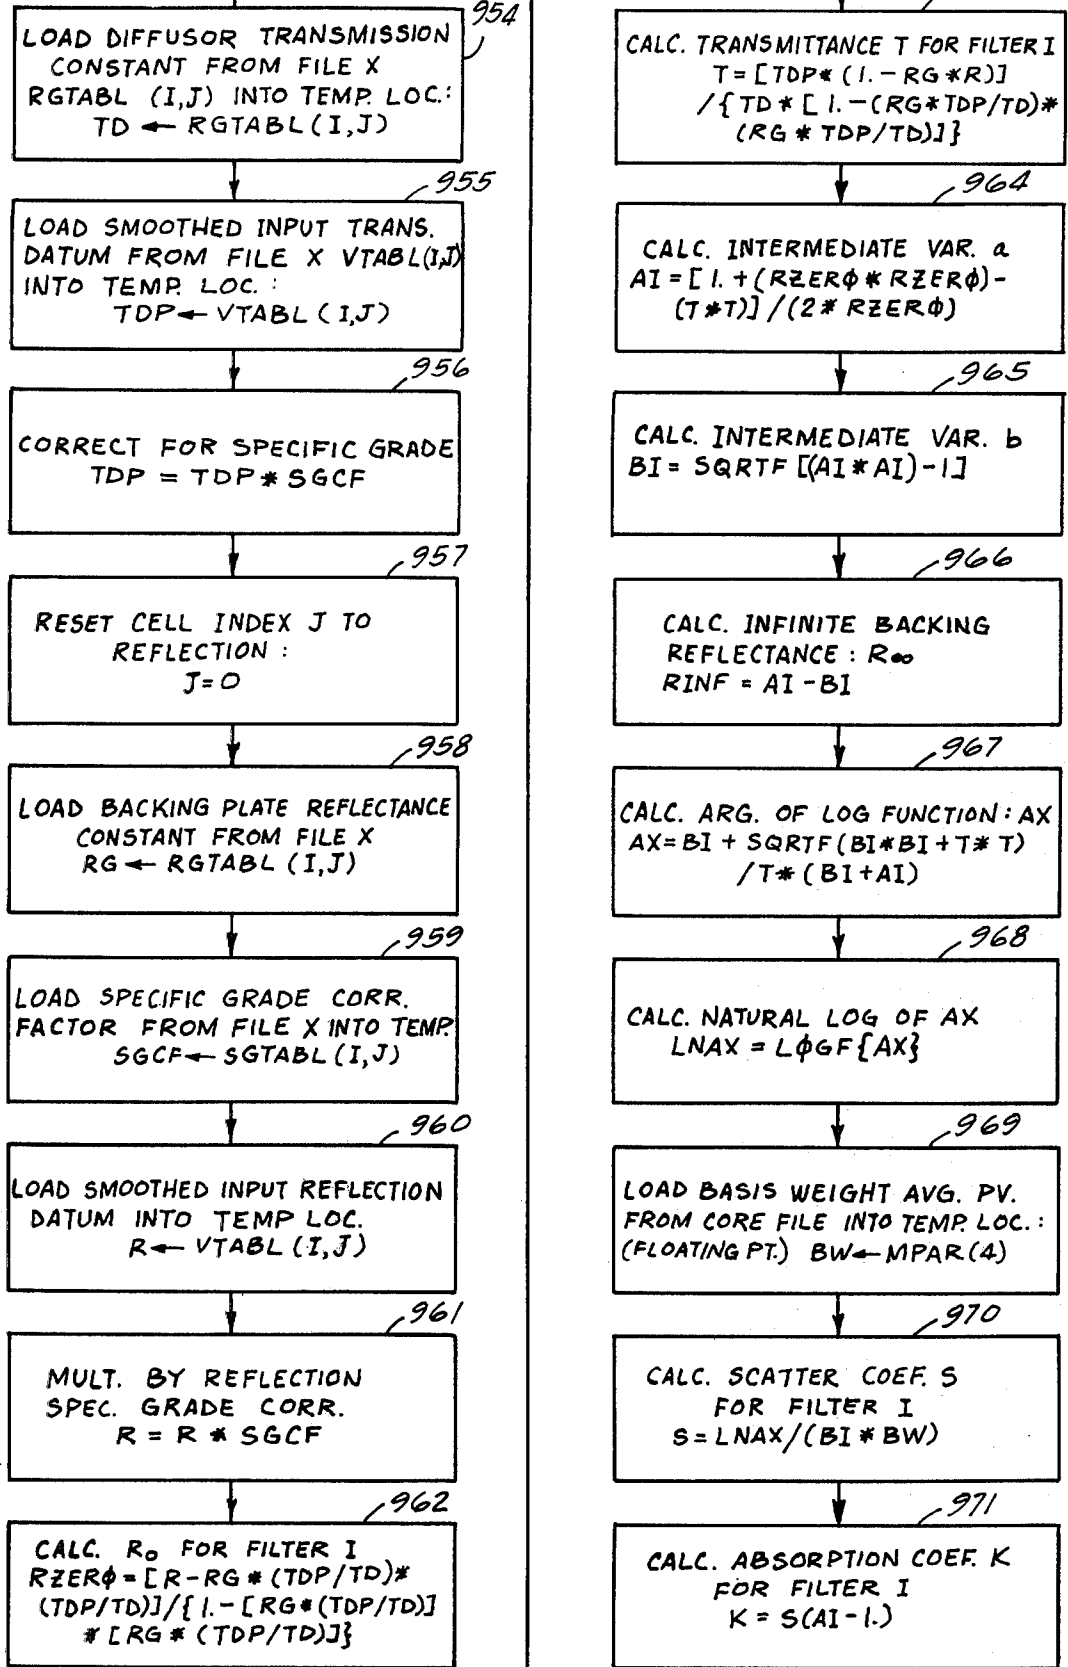 954
LOAD DIFFUSOR TRANSMISSION
CONSTANT FROM FILE X
RGTABL (I,J) INTO TEMP. LOC.:
TD ← RGTABL(I,J)
955
LOAD SMOOTHED INPUT TRANS.
DATUM FROM FILE X VTABL(I,J)
INTO TEMP. LOC.:
TDP ← VTABL (I,J)
956
CORRECT FOR SPECIFIC GRADE
TDP = TDP * SGCF
957
RESET CELL INDEX J TO
REFLECTION :
J=0
958
LOAD BACKING PLATE REFLECTANCE
CONSTANT FROM FILE X
RG ← RGTABL (I,J)
959
LOAD SPECIFIC GRADE CORR.
FACTOR FROM FILE X INTO TEMP.
SGCF ← SGTABL (I,J)
960
LOAD SMOOTHED INPUT REFLECTION
DATUM INTO TEMP LOC.
R ← VTABL (I,J)
961
MULT. BY REFLECTION
SPEC. GRADE CORR.
R = R * SGCF
962
CALC. R₀ FOR FILTER I
RZERϕ = [R-RG * (TDP/TD)*
(TDP/TD)]/{1.-[RG*(TDP/TD)]
* [RG * (TDP/TD)]}
CALC. TRANSMITTANCE T FOR FILTER I
T = [TDP* (1. - RG *R)]
/{TD * [1.-(RG*TDP/TD)*
(RG * TDP/TD)]}
964
CALC. INTERMEDIATE VAR. a
AI = [1. + (RZERϕ * RZERϕ) -
(T*T)] / (2* RZERϕ)
965
CALC. INTERMEDIATE VAR. b
BI = SQRTF [(AI * AI) -1]
966
CALC. INFINITE BACKING
REFLECTANCE : R∞
RINF = AI - BI
967
CALC. ARG. OF LOG FUNCTION : AX
AX = BI + SQRTF (BI*BI + T* T)
/T* (BI+AI)
968
CALC. NATURAL LOG OF AX
LNAX = LϕGF{AX}
969
LOAD BASIS WEIGHT AVG. PV.
FROM CORE FILE INTO TEMP. LOC.:
(FLOATING PT.) BW ← MPAR(4)
970
CALC. SCATTER COEF. S
FOR FILTER I
S = LNAX/(BI * BW)
971
CALC. ABSORPTION COEF. K
FOR FILTER I
K = S(AI -1.)